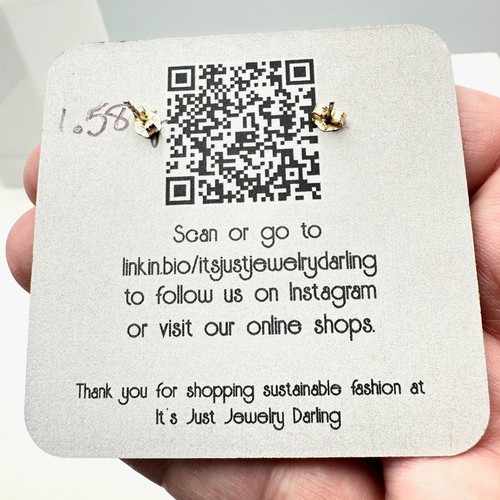 1.58
Scan or go to
linkin.bio/itsjustjewelrydarling
to follow us on Instagram
or visit our online shops.
Thank you for shopping sustainable fashion at
It's Just Jewelry Darling